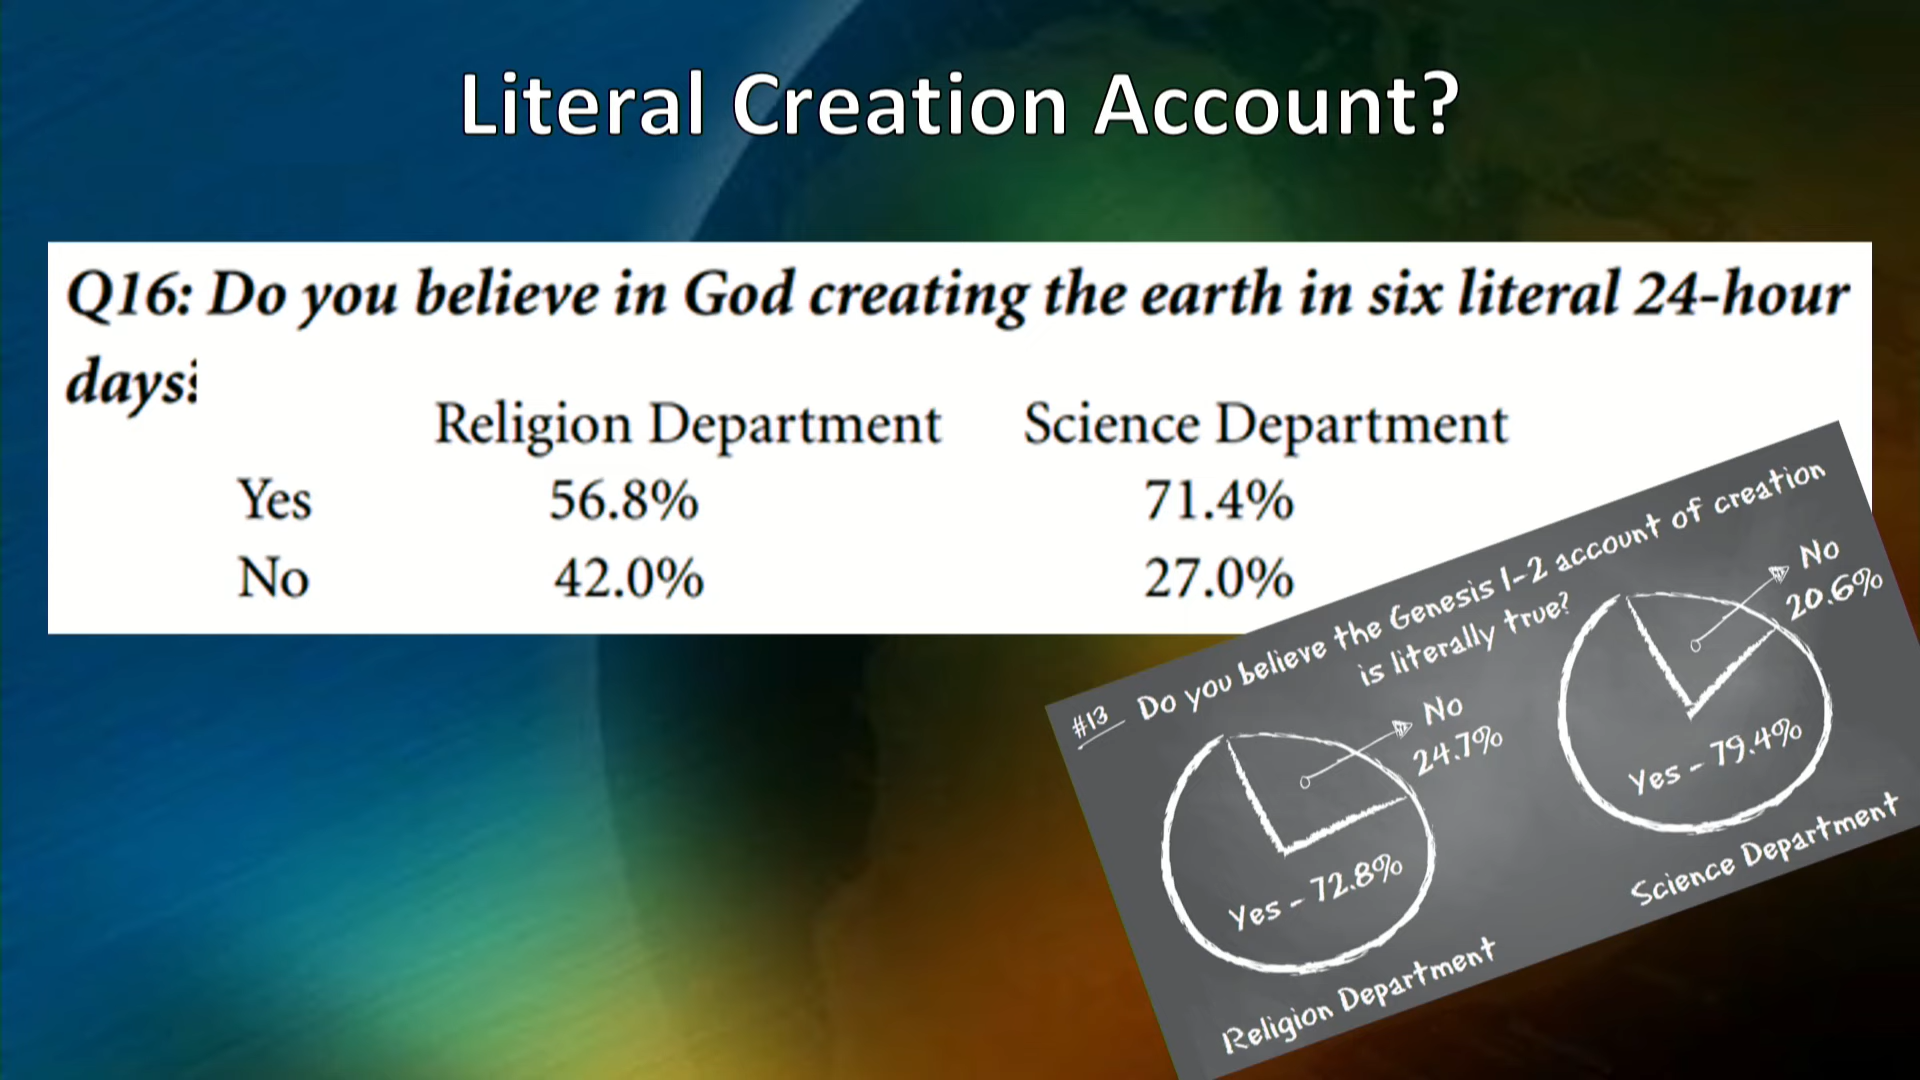 Literal Creation Account?
Q16: Do you believe in God creating the earth in six literal 24-hour
days?
Religion Department Science Department
Yes 56.8% 71.4%
No 42.0% 27.0%
#13 Do you believe the Genesis 1-2 account of creation
is literally true?
No
24.7%
Yes - 72.8%
Religion Department
No
20.6%
Yes - 79.4%
Science Department